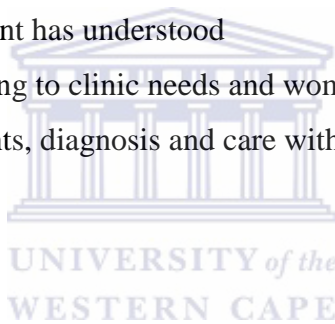 nt has understood
ng to clinic needs and won
ts, diagnosis and care with
UNIVERSITY of the
WESTERN CAPE